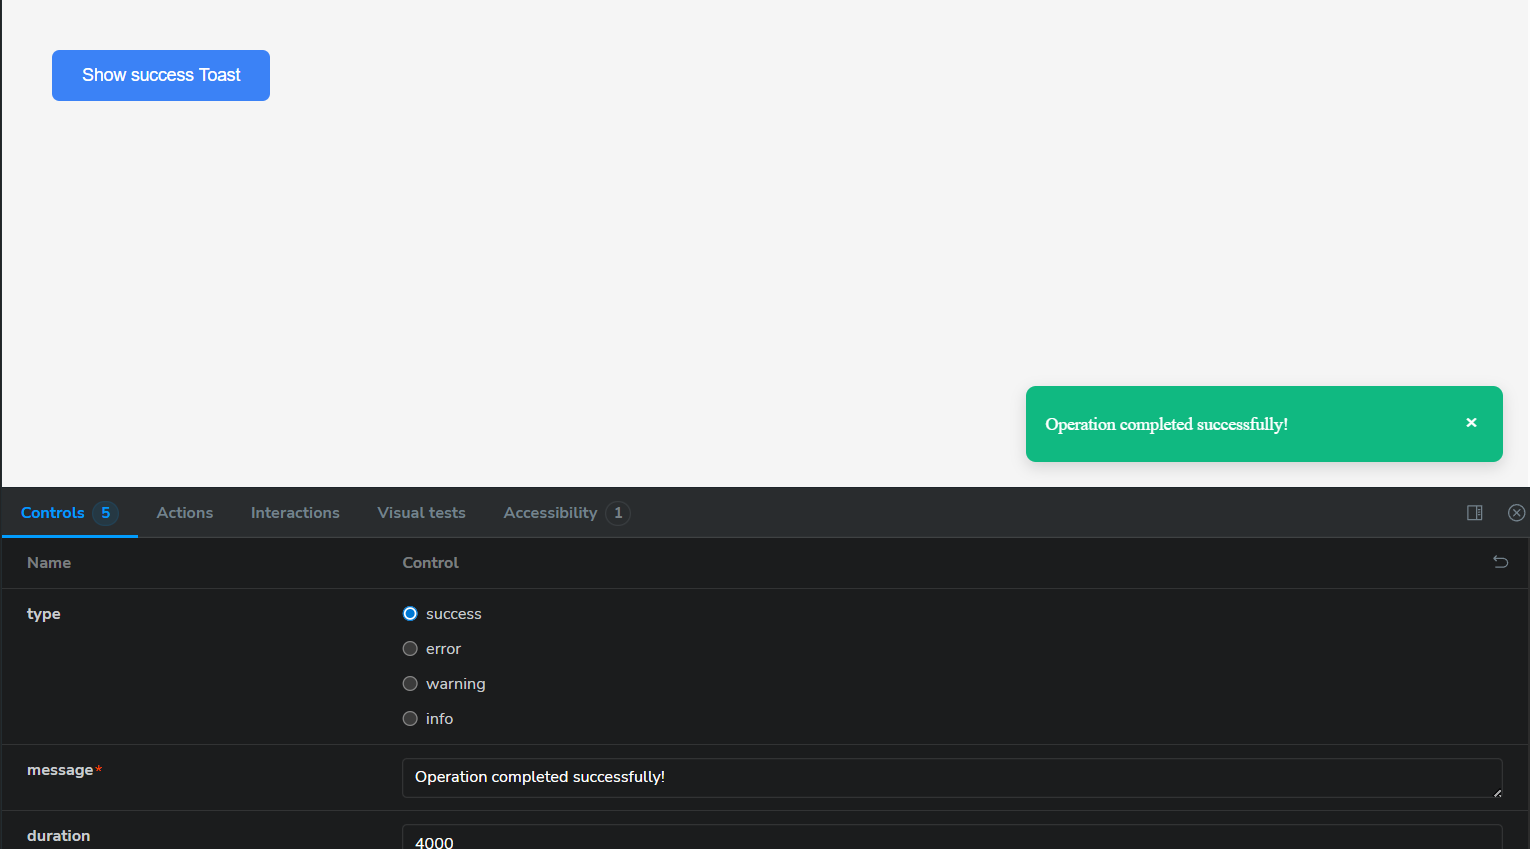 Show success Toast
Operation completed successfully!
×
Controls 5 Actions Interactions Visual tests Accessibility 1
Name Control
type success
error
warning
info
message* Operation completed successfully!
duration 4000